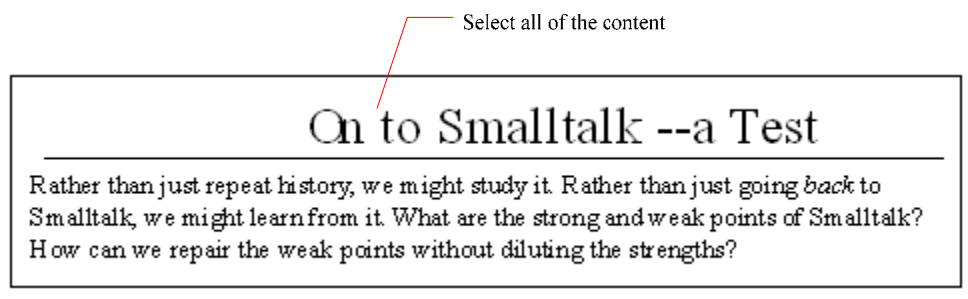 Select all of the content
On to Smalltalk --a Test
Rather than just repeat history, we might study it. Rather than just going back to
Smalltalk, we might learn from it. What are the strong and weak points of Smalltalk?
How can we repair the weak points without diluting the strengths?